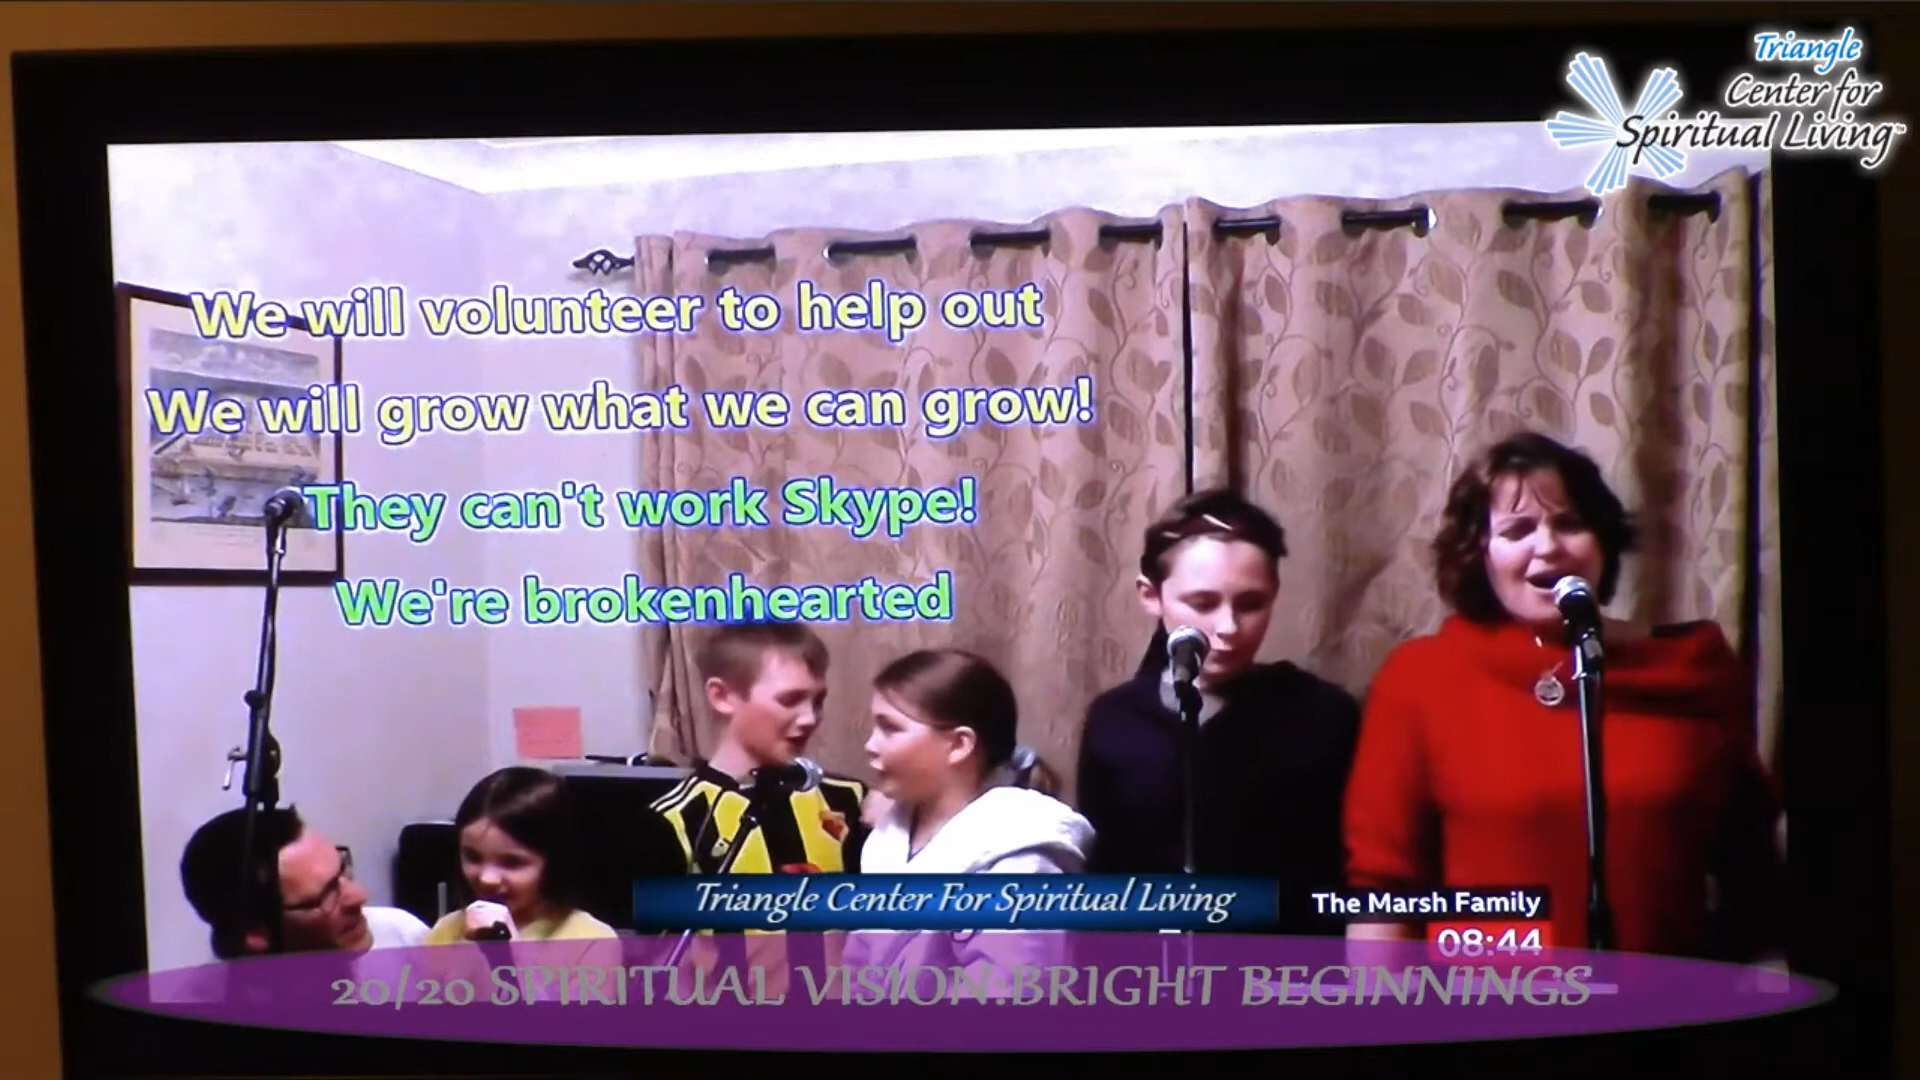 Triangle
Center for
Spiritual Living
We will volunteer to help out
We will grow what we can grow!
They can't work Skype!
We're brokenhearted
Triangle Center For Spiritual Living
The Marsh Family
08:44
20/20 SPIRITUAL VISION:BRIGHT BEGINNINGS